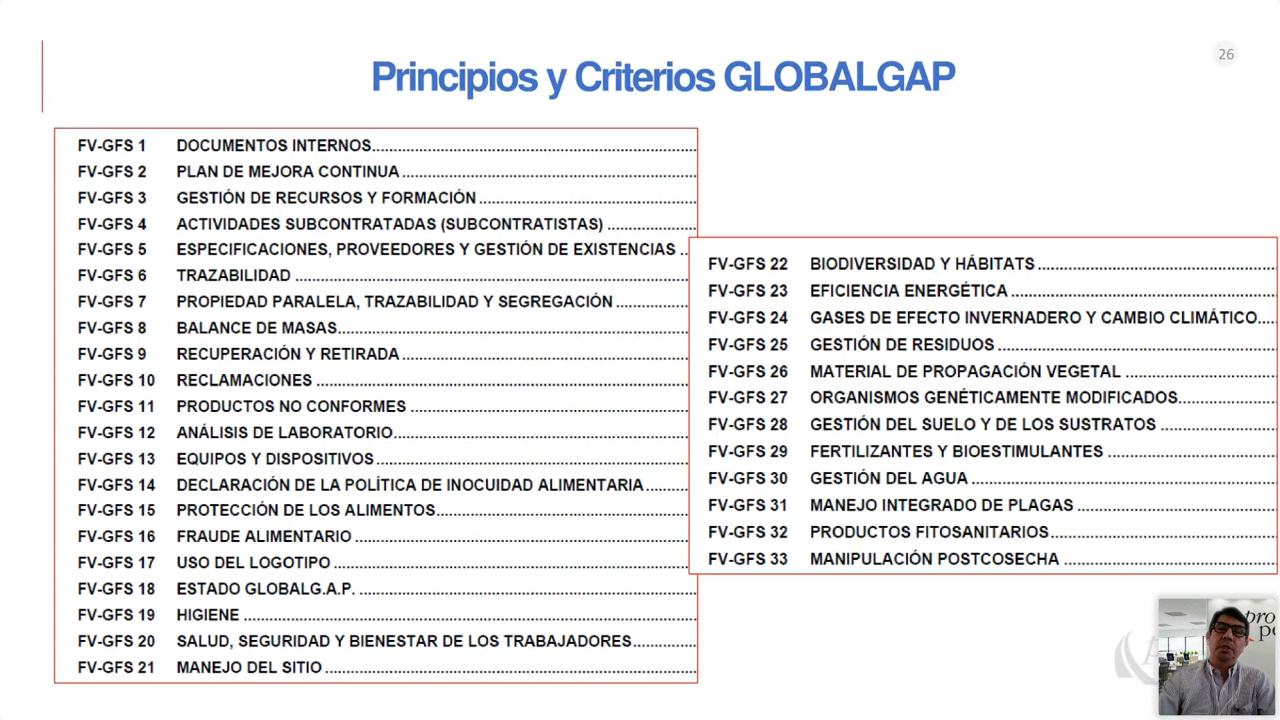 26
Principios y Criterios GLOBALGAP
FV-GFS 1 DOCUMENTOS INTERNOS
FV-GFS 2 PLAN DE MEJORA CONTINUA
FV-GFS 3 GESTIÓN DE RECURSOS Y FORMACIÓN
FV-GFS 4 ACTIVIDADES SUBCONTRATADAS (SUBCONTRATISTAS)
FV-GFS 5 ESPECIFICACIONES, PROVEEDORES Y GESTIÓN DE EXISTENCIAS
FV-GFS 6 TRAZABILIDAD
FV-GFS 7 PROPIEDAD PARALELA, TRAZABILIDAD Y SEGREGACIÓN
FV-GFS 8 BALANCE DE MASAS
FV-GFS 9 RECUPERACIÓN Y RETIRADA
FV-GFS 10 RECLAMACIONES
FV-GFS 11 PRODUCTOS NO CONFORMES
FV-GFS 12 ANÁLISIS DE LABORATORIO
FV-GFS 13 EQUIPOS Y DISPOSITIVOS
FV-GFS 14 DECLARACIÓN DE LA POLÍTICA DE INOCUIDAD ALIMENTARIA
FV-GFS 15 PROTECCIÓN DE LOS ALIMENTOS
FV-GFS 16 FRAUDE ALIMENTARIO
FV-GFS 17 USO DEL LOGOTIPO
FV-GFS 18 ESTADO GLOBALG.A.P.
FV-GFS 19 HIGIENE
FV-GFS 20 SALUD, SEGURIDAD Y BIENESTAR DE LOS TRABAJADORES
FV-GFS 21 MANEJO DEL SITIO
FV-GFS 22 BIODIVERSIDAD Y HÁBITATS
FV-GFS 23 EFICIENCIA ENERGÉTICA
FV-GFS 24 GASES DE EFECTO INVERNADERO Y CAMBIO CLIMÁTICO
FV-GFS 25 GESTIÓN DE RESIDUOS
FV-GFS 26 MATERIAL DE PROPAGACIÓN VEGETAL
FV-GFS 27 ORGANISMOS GENÉTICAMENTE MODIFICADOS
FV-GFS 28 GESTIÓN DEL SUELO Y DE LOS SUSTRATOS
FV-GFS 29 FERTILIZANTES Y BIOESTIMULANTES
FV-GFS 30 GESTIÓN DEL AGUA
FV-GFS 31 MANEJO INTEGRADO DE PLAGAS
FV-GFS 32 PRODUCTOS FITOSANITARIOS
FV-GFS 33 MANIPULACIÓN POSTCOSECHA